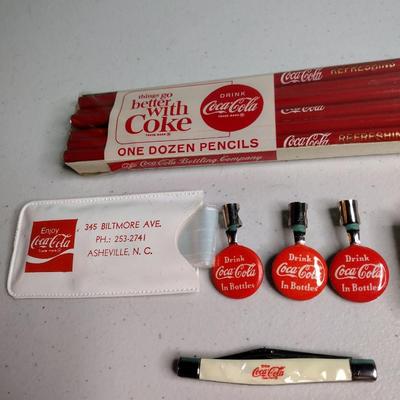 things go
better
with
Coke
TRADE MARK ®
DRINK
Coca-Cola
TRADE MARK ®
ONE DOZEN PENCILS
Coca-Cola Bottling Company
Coca-Cola REFRESHING
Coca-Cola
Coca-Cola REFRESHING
Enjoy
Coca-Cola
345 BILTMORE AVE.
PH.: 253-2741
ASHEVILLE, N. C.
Drink
Coca-Cola
In Bottles
Drink
Coca-Cola
In Bottles
Drink
Coca-Cola
In Bottles
Coca-Cola